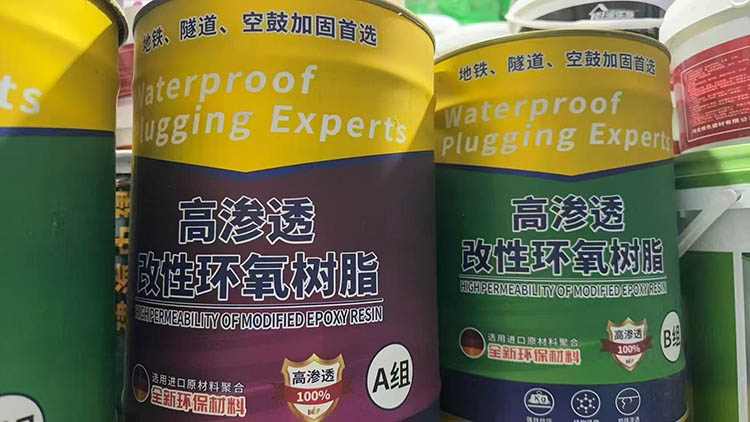 地铁、隧道、空鼓加固首选
Waterproof
Plugging Experts
高渗透
改性环氧树脂
HIGH PERMEABILITY OF MODIFIED EPOXY RESIN
选用进口原材料聚合
全新环保材料
高渗透
100%
A组
地铁、隧道、空鼓加固首选
Waterproof
Plugging Experts
高渗透
改性环氧树脂
HIGH PERMEABILITY OF MODIFIED EPOXY RESIN
选用进口原材料聚合
全新环保材料
高渗透
100%
B组
KG
ts